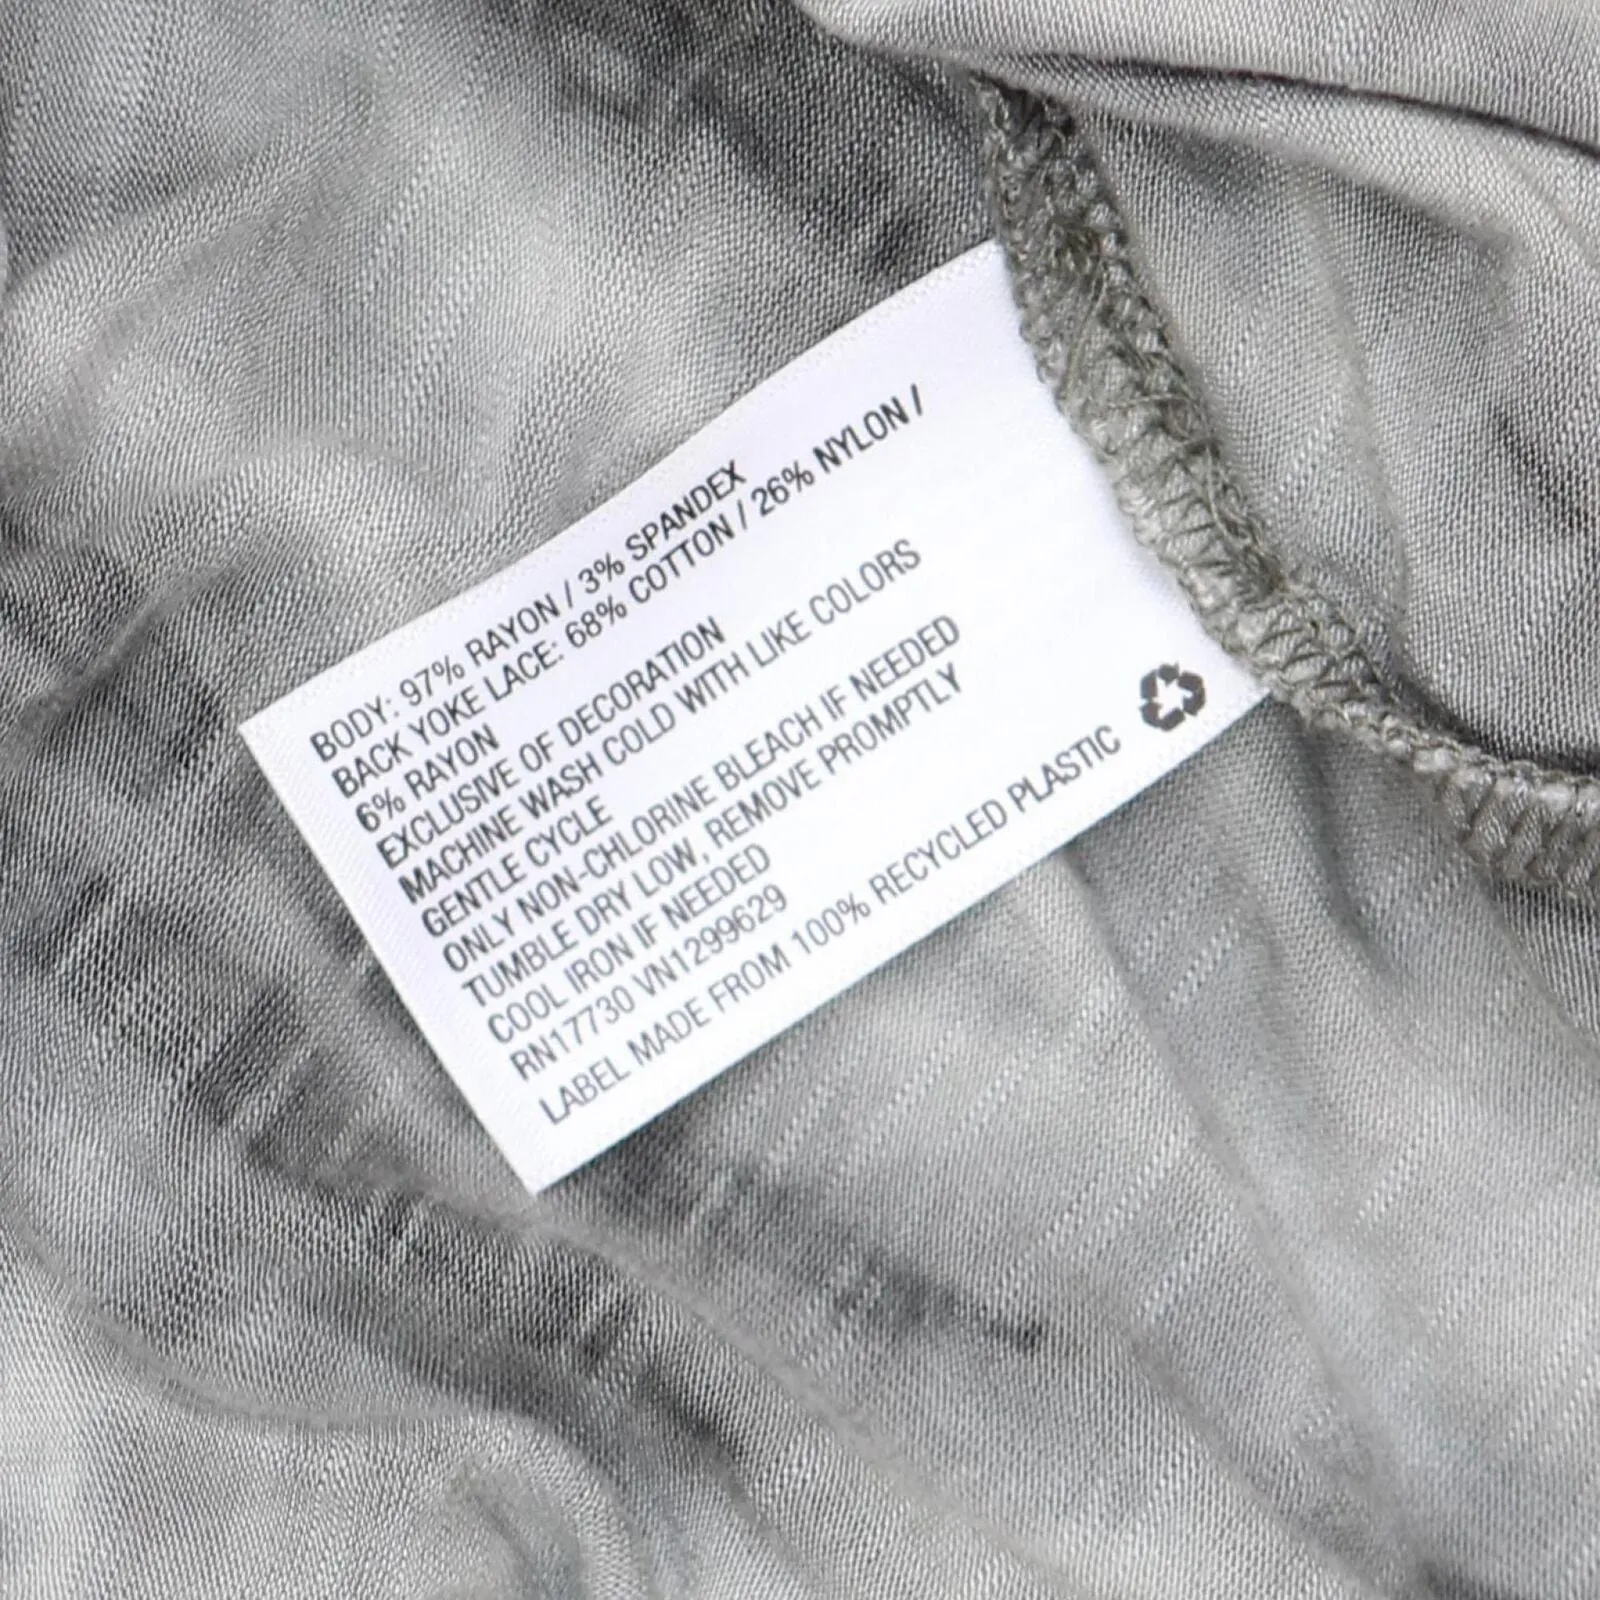 BODY: 97% RAYON / 3% SPANDEX
BACK YOKE LACE: 68% COTTON / 26% NYLON /
6% RAYON
EXCLUSIVE OF DECORATION
MACHINE WASH COLD WITH LIKE COLORS
GENTLE CYCLE
ONLY NON-CHLORINE BLEACH IF NEEDED
TUMBLE DRY LOW, REMOVE PROMPTLY
COOL IRON IF NEEDED
RN17730 VN1299629
LABEL MADE FROM 100% RECYCLED PLASTIC